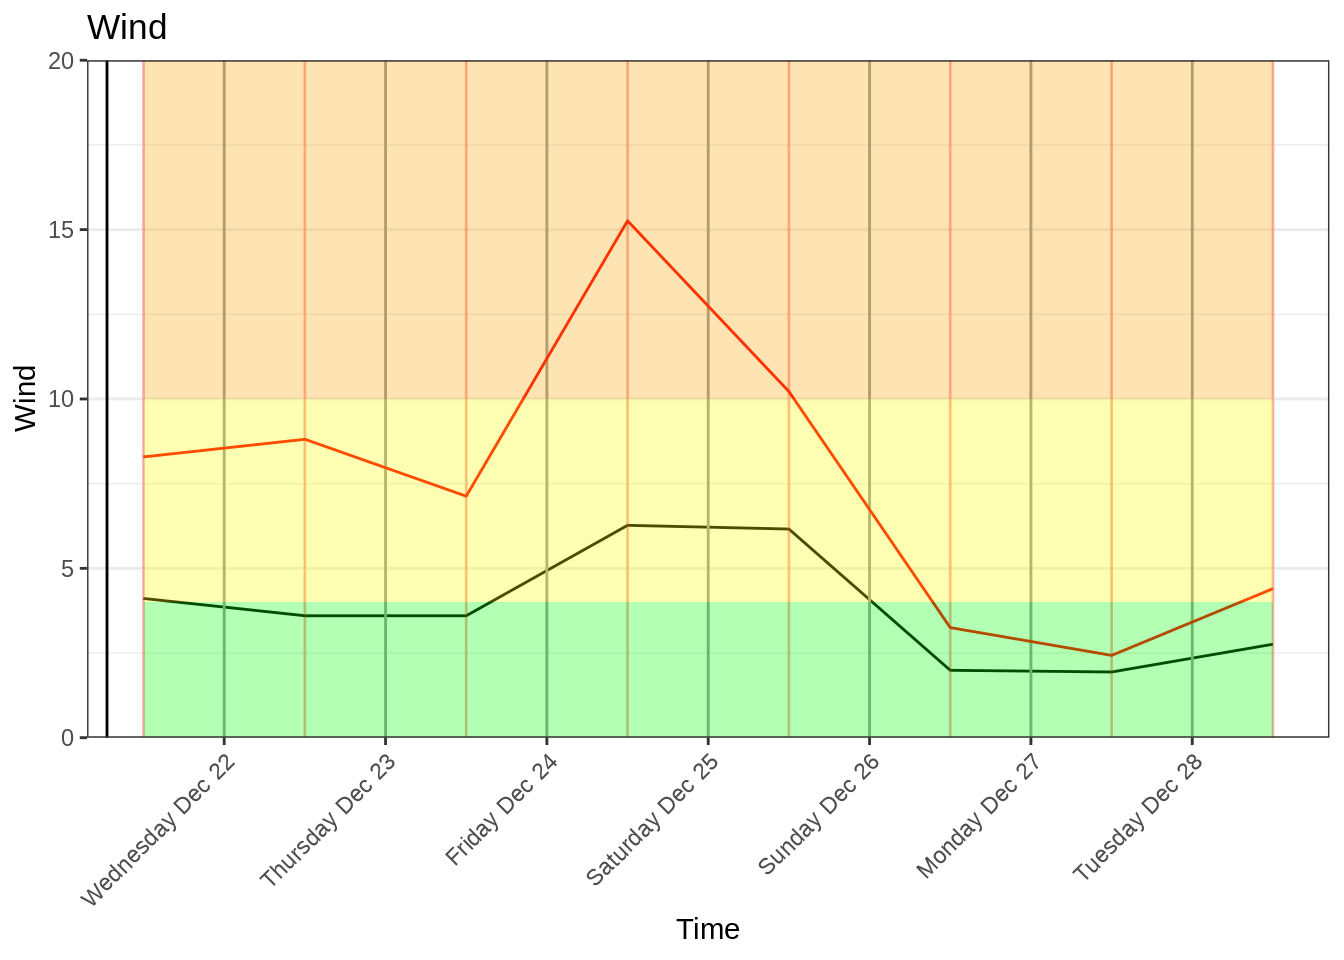 Wind
20
15
10
5
0
Wind
Wednesday Dec 22
Thursday Dec 23
Friday Dec 24
Saturday Dec 25
Sunday Dec 26
Monday Dec 27
Tuesday Dec 28
Time